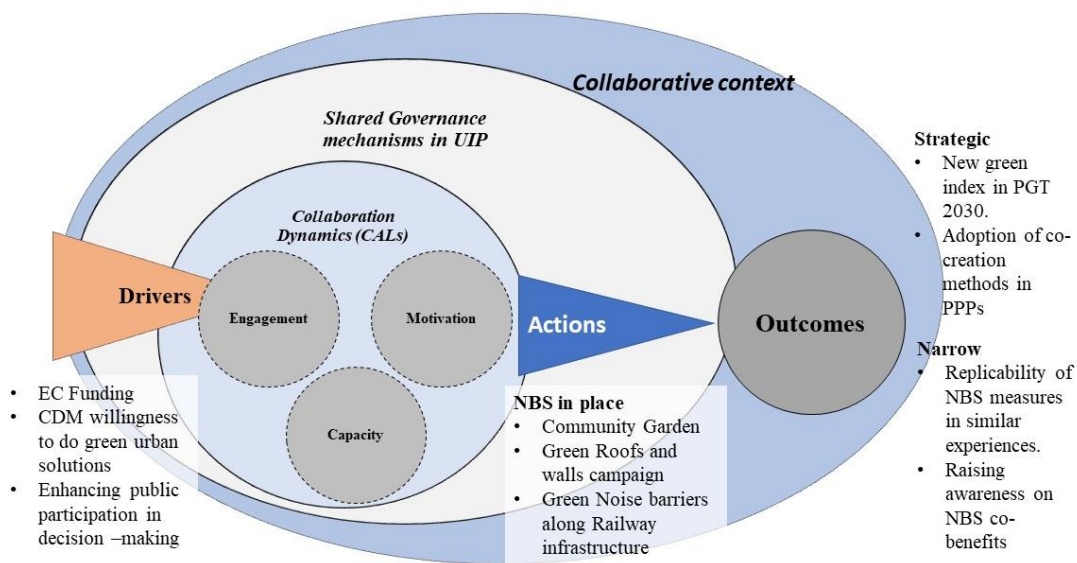 Collaborative context
Shared Governance
mechanisms in UIP
Collaboration
Dynamics (CALs)
Drivers
Engagement
Motivation
Capacity
Actions
Outcomes
• EC Funding
• CDM willingness
to do green urban
solutions
• Enhancing public
participation in
decision –making
NBS in place
• Community Garden
• Green Roofs and
walls campaign
• Green Noise barriers
along Railway
infrastructure
Strategic
• New green
index in PGT
2030.
• Adoption of co-
creation
methods in
PPPs
Narrow
• Replicability of
NBS measures
in similar
experiences.
• Raising
awareness on
NBS co-
benefits